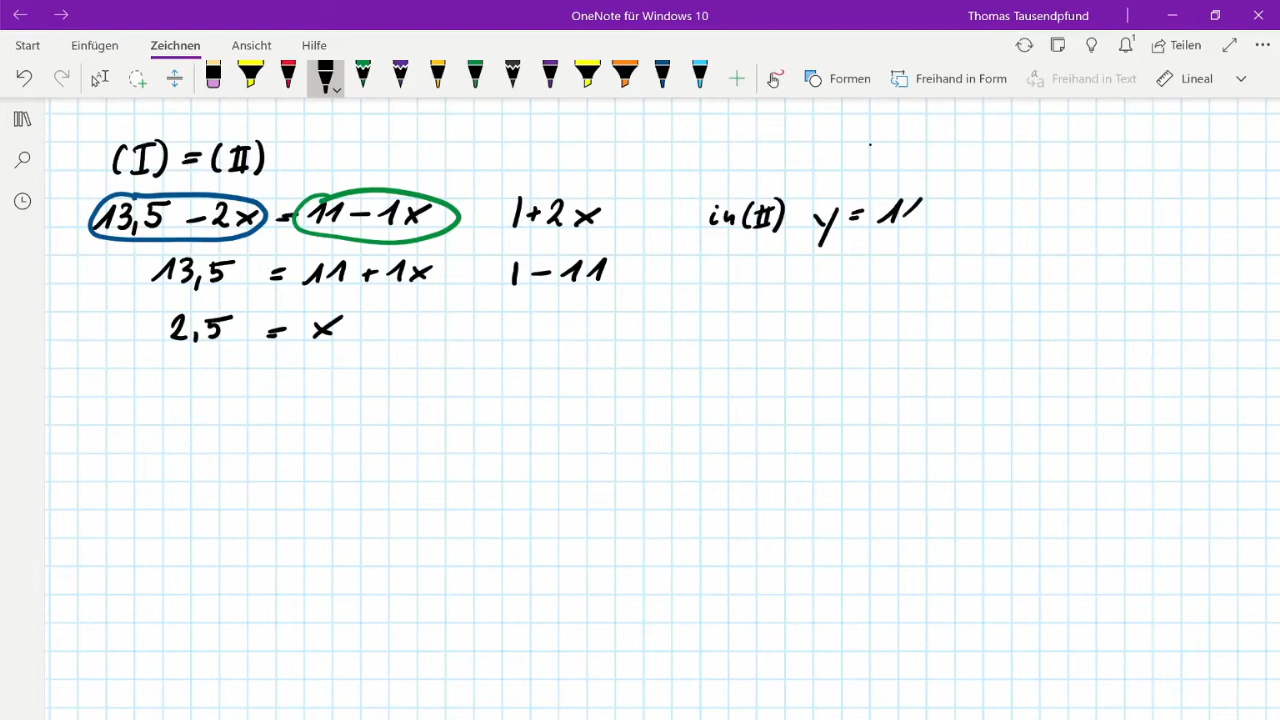 OneNote für Windows 10
Thomas Tausendpfund
Start Einfügen Zeichnen Ansicht Hilfe
Teilen
Formen Freihand in Form Freihand in Text Lineal
(I) = (II)
13,5 - 2x = 11 - 1x |+2x in (II) y = 11
13,5 = 11 + 1x |-11
2,5 = x